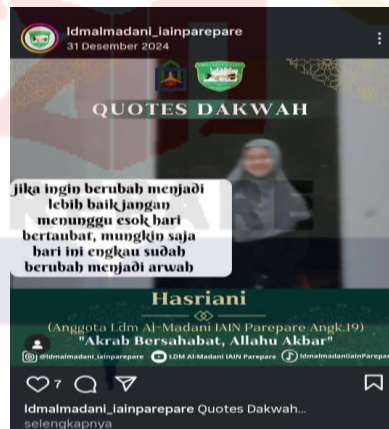 ldmalmadani_iainparepare
31 Desember 2024
QUOTES DAKWAH
jika ingin berubah menjadi
lebih baik jangan
menunggu esok hari
bertaubat, mungkin saja
hari ini engkau sudah
berubah menjadi arwah
Hasriani
(Anggota Ldm Al-Madani IAIN Parepare Angk.19)
"Akrab Bersahabat, Allahu Akbar"
@ldmalmadani_iainparepare LDM Al-Madani IAIN Parepare ldmalmadaniiainParepare
7
ldmalmadani_iainparepare Quotes Dakwah...
selengkapnya